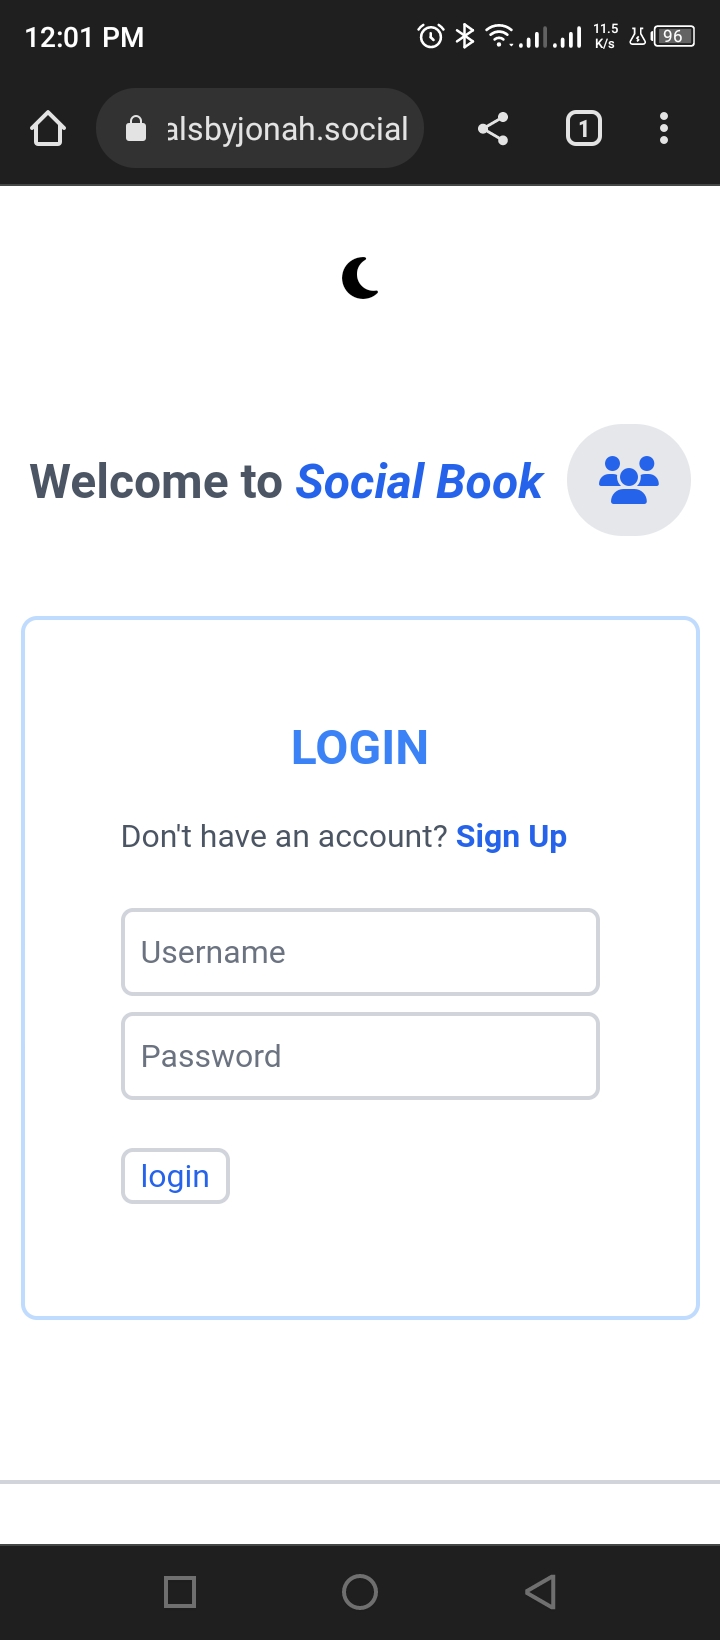 12:01 PM
11.5
K/s
96
alsbyjonah.social
1
Welcome to Social Book
LOGIN
Don't have an account? Sign Up
Username
Password
login